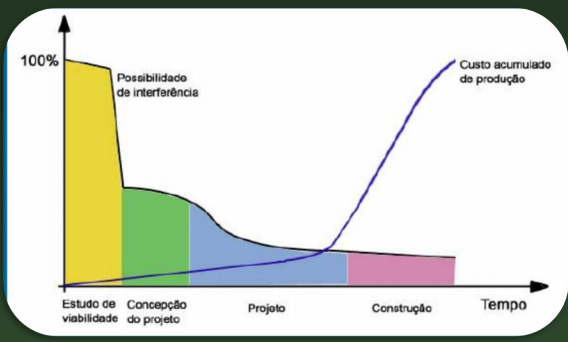 100%
Possibilidade
de interferência
Custo acumulado
de produção
Estudo de
viabilidade
Concepção
do projeto
Projeto
Construção
Tempo